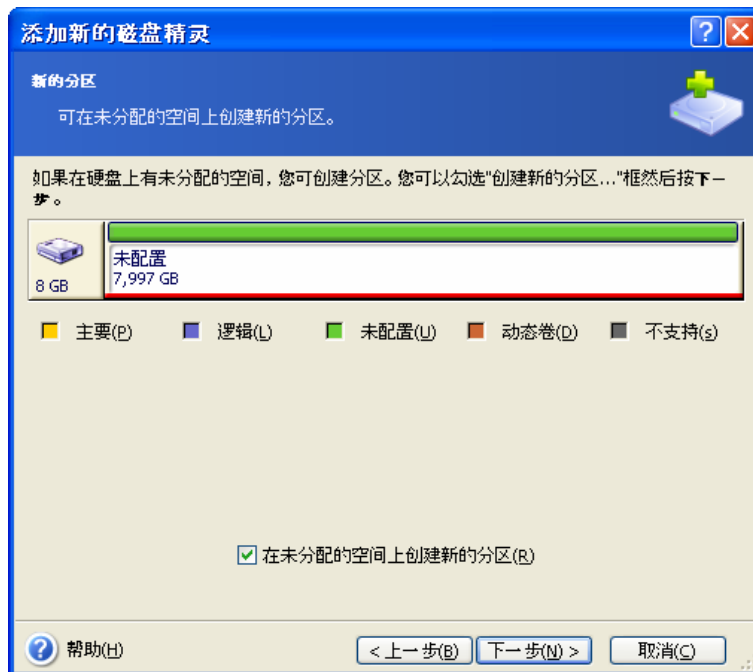 添加新的磁盘精灵
新的分区
可在未分配的空间上创建新的分区。
如果在硬盘上有未分配的空间,您可创建分区。您可以勾选"创建新的分区..."框然后按下一
步。
未配置
8 GB
7,997 GB
主要(P) 逻辑(L) 未配置(U) 动态卷(D) 不支持(s)
在未分配的空间上创建新的分区(R)
帮助(H) < 上一步(B) 下一步(N) > 取消(C)